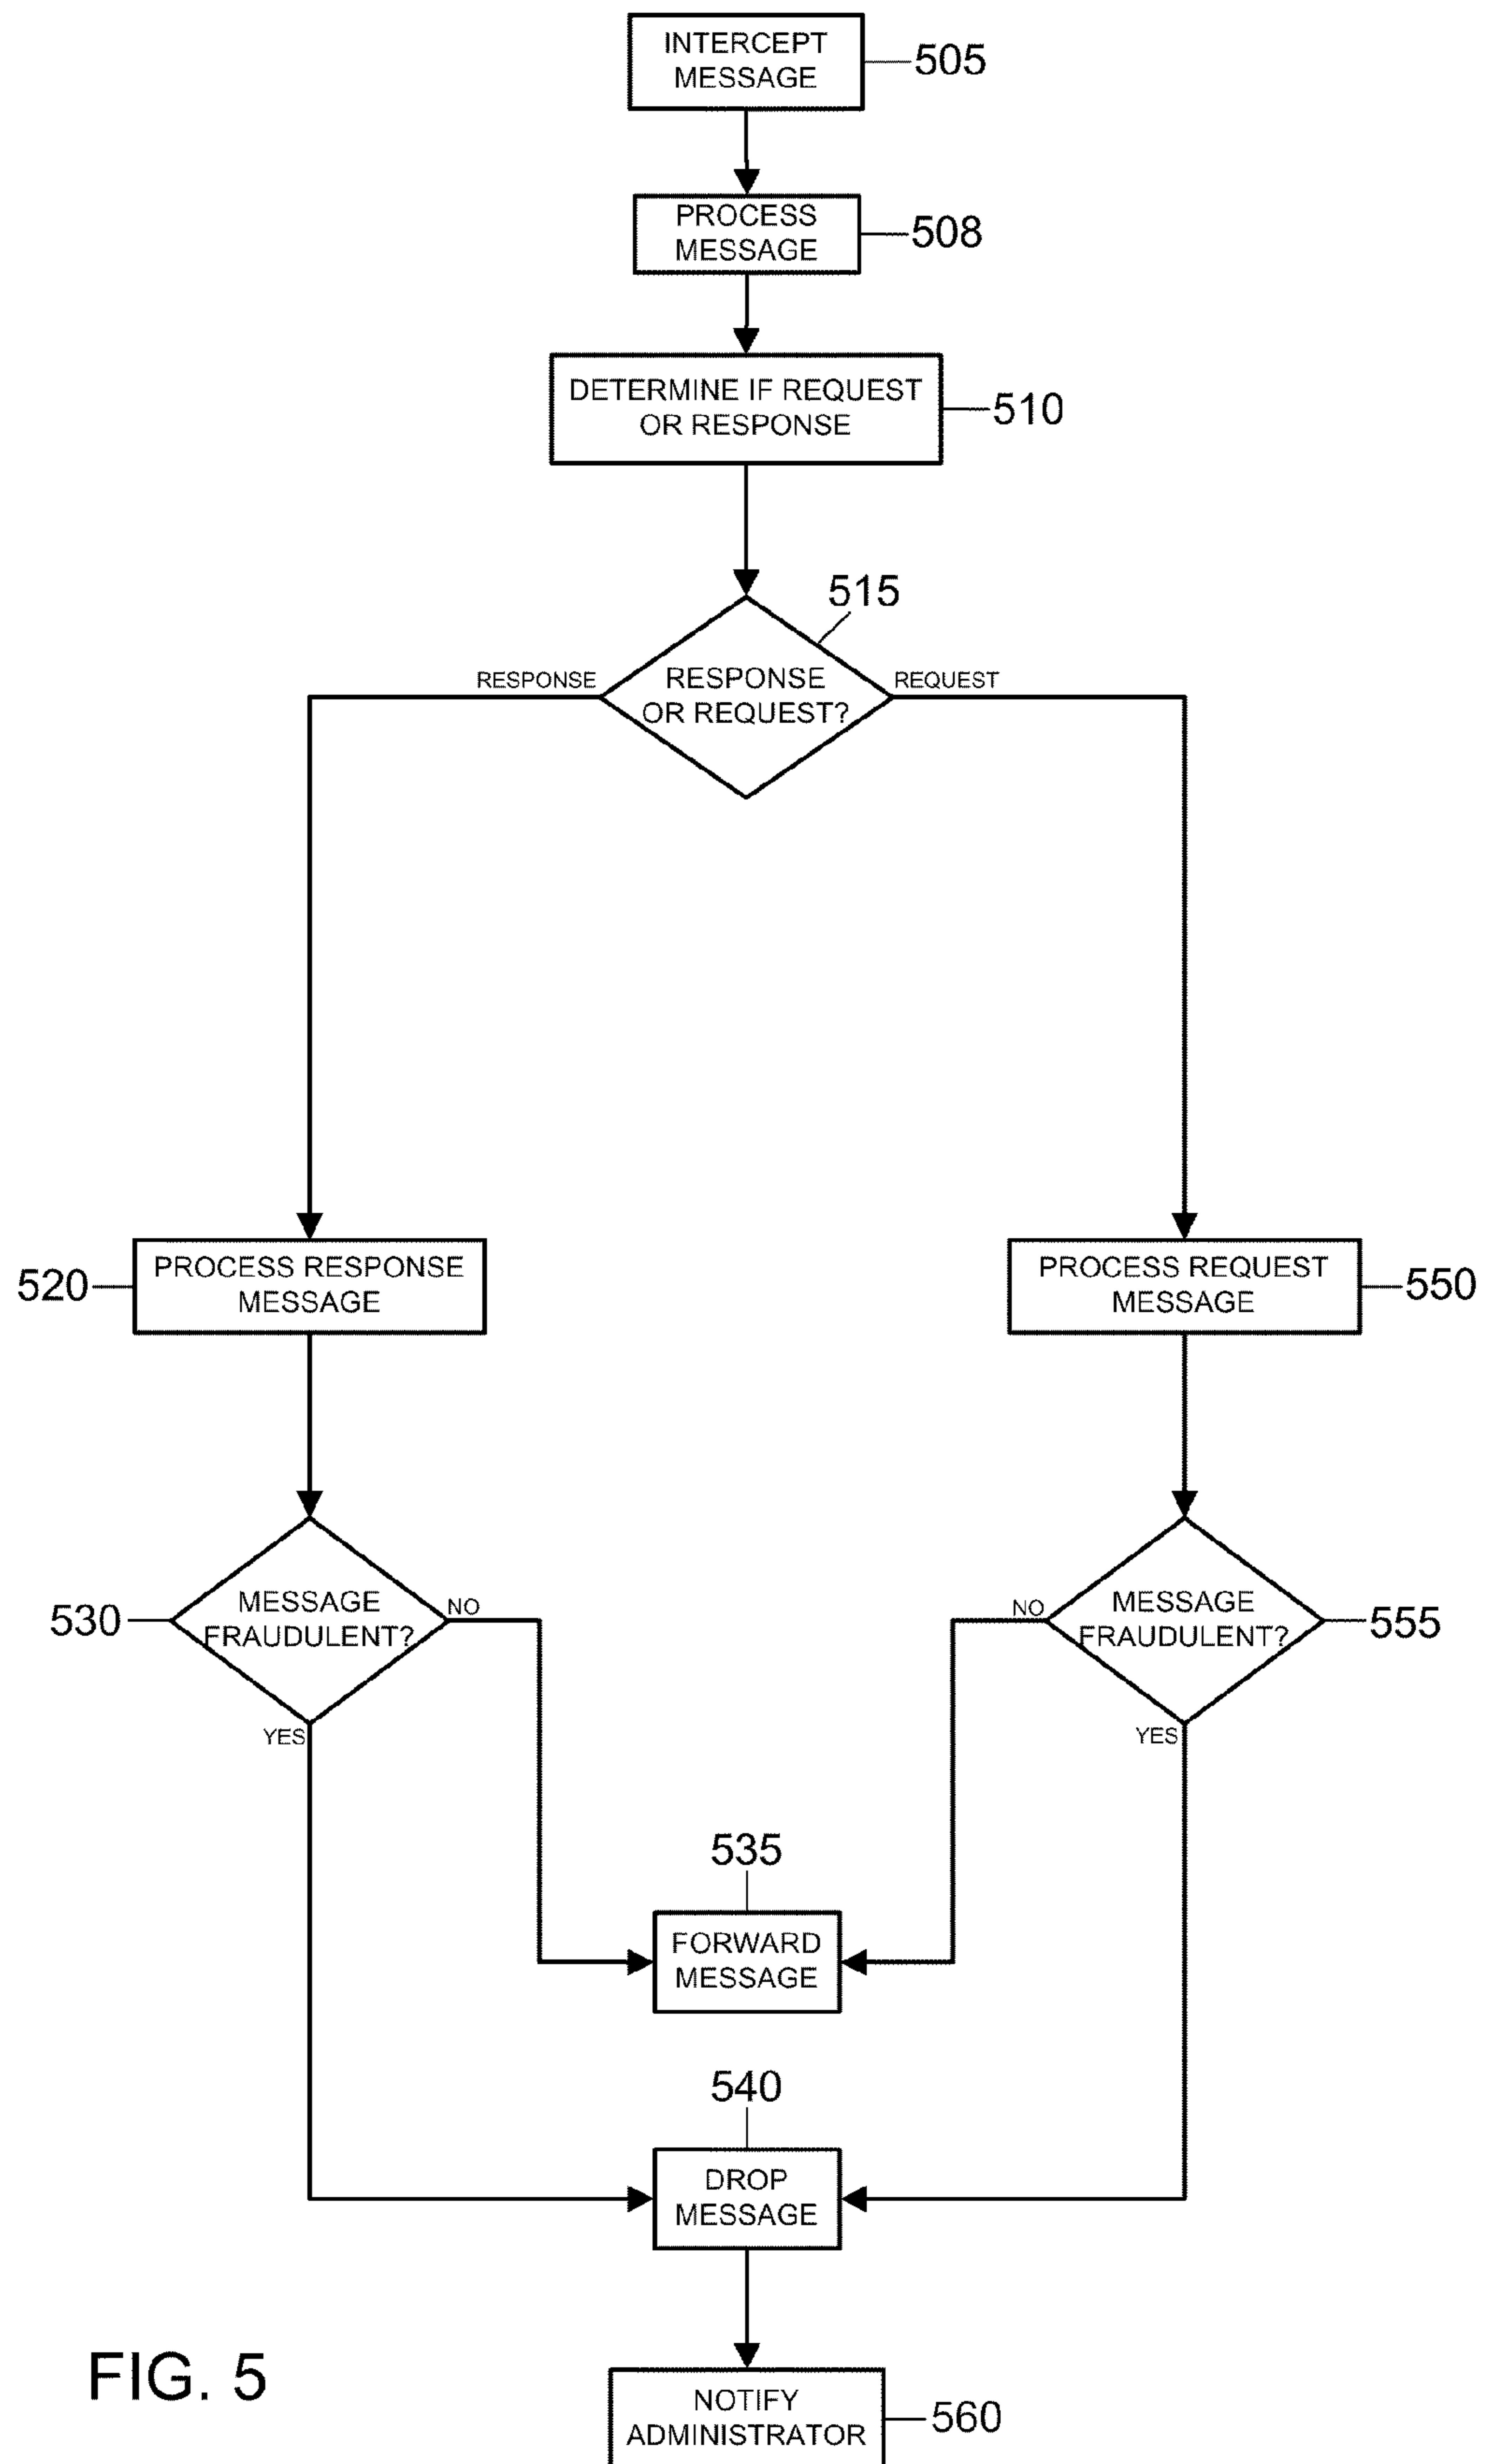 INTERCEPT
MESSAGE
505
PROCESS
MESSAGE
508
DETERMINE IF REQUEST
OR RESPONSE
510
515
RESPONSE
RESPONSE
OR REQUEST?
REQUEST
520
PROCESS RESPONSE
MESSAGE
PROCESS REQUEST
MESSAGE
550
530
MESSAGE
FRAUDULENT?
NO
YES
NO
MESSAGE
FRAUDULENT?
555
YES
535
FORWARD
MESSAGE
540
DROP
MESSAGE
NOTIFY
ADMINISTRATOR
560
FIG. 5